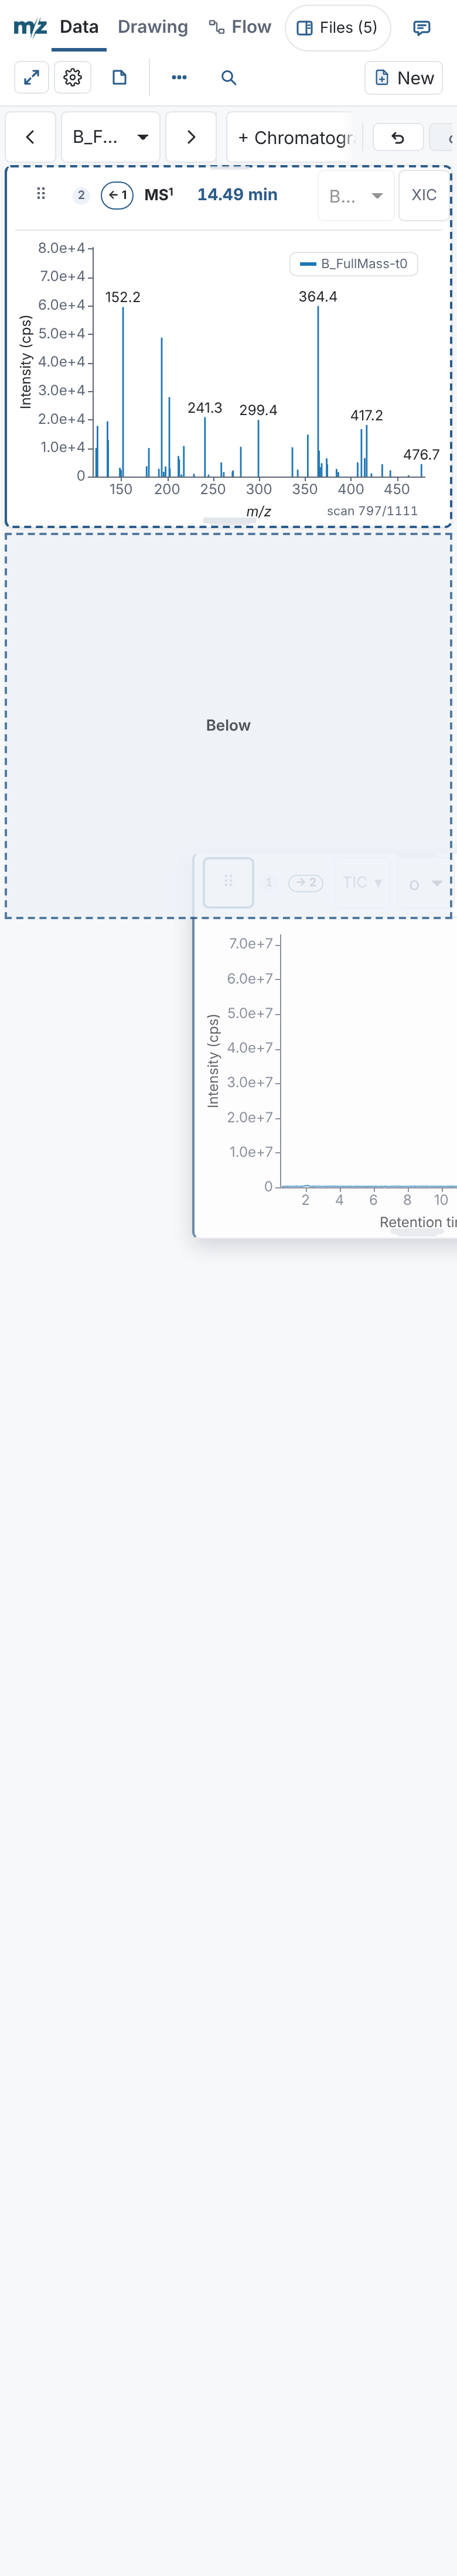 m/z Data Drawing Flow Files (5)
New
B_F... + Chromatogr
2 ← 1 MS¹ 14.49 min B... XIC
8.0e+4
7.0e+4
6.0e+4
5.0e+4
4.0e+4
3.0e+4
2.0e+4
1.0e+4
0
Intensity (cps)
B_FullMass-t0
152.2
364.4
241.3
299.4
417.2
476.7
150 200 250 300 350 400 450
m/z
scan 797/1111
Below
1 → 2 TIC ▾ o
7.0e+7
6.0e+7
5.0e+7
4.0e+7
3.0e+7
2.0e+7
1.0e+7
0
Intensity (cps)
2 4 6 8 10
Retention tir